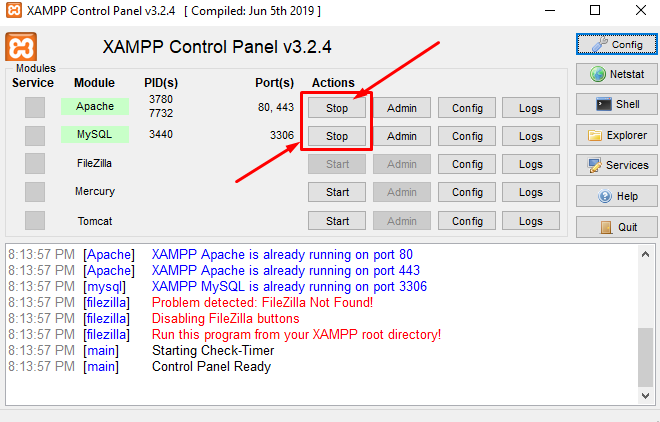 XAMPP Control Panel v3.2.4 [ Compiled: Jun 5th 2019 ]
XAMPP Control Panel v3.2.4
Config
Modules
Service Module PID(s) Port(s) Actions
Netstat
Apache 3780 7732 80, 443 Stop Admin Config Logs
Shell
MySQL 3440 3306 Stop Admin Config Logs
Explorer
FileZilla Start Admin Config Logs
Services
Mercury Start Admin Config Logs
Help
Tomcat Start Admin Config Logs
Quit
8:13:57 PM [Apache] XAMPP Apache is already running on port 80
8:13:57 PM [Apache] XAMPP Apache is already running on port 443
8:13:57 PM [mysql] XAMPP MySQL is already running on port 3306
8:13:57 PM [filezilla] Problem detected: FileZilla Not Found!
8:13:57 PM [filezilla] Disabling FileZilla buttons
8:13:57 PM [filezilla] Run this program from your XAMPP root directory!
8:13:57 PM [main] Starting Check-Timer
8:13:57 PM [main] Control Panel Ready